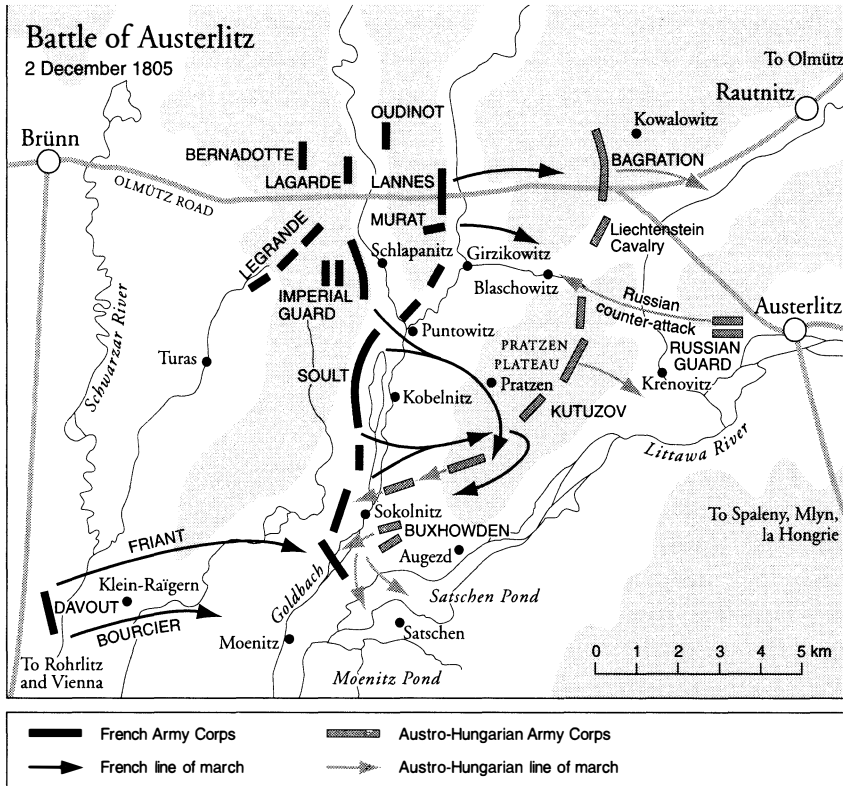 Battle of Austerlitz
2 December 1805
To Olmütz
Rautnitz
OUDINOT
Kowalowitz
Brünn
BERNADOTTE
BAGRATION
LAGARDE
LANNES
OLMÜTZ ROAD
MURAT
LEGRANDE
Liechtenstein
Cavalry
Schlapanitz
Girzikowitz
IMPERIAL
GUARD
Blaschowitz
Russian
counter-attack
Austerlitz
Schwarzar River
Puntowitz
PRATZEN
PLATEAU
RUSSIAN
GUARD
Turas
SOULT
Pratzen
Krenovitz
Kobelnitz
KUTUZOV
Littawa River
Sokolnitz
BUXHOWDEN
To Spaleny, Mlyn,
la Hongrie
FRIANT
Augezd
Klein-Raïgern
Goldbach
Satschen Pond
DAVOUT
BOURCIER
Moenitz
Satschen
To Rohrlitz
and Vienna
Moenitz Pond
0 1 2 3 4 5 km
French Army Corps
Austro-Hungarian Army Corps
French line of march
Austro-Hungarian line of march